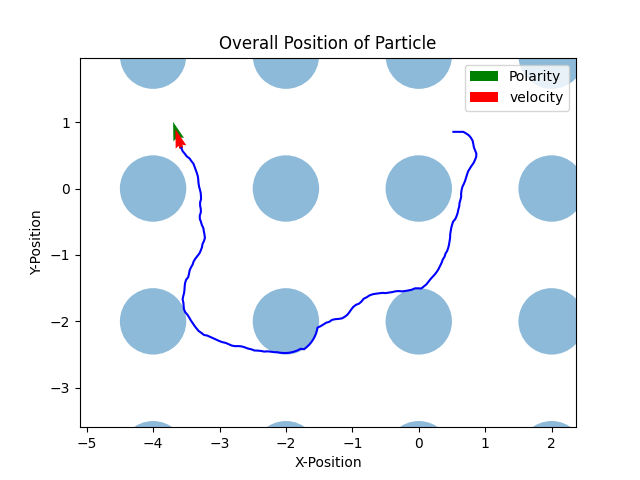 Overall Position of Particle
Polarity
velocity
Y-Position
1
0
−1
−2
−3
−5 −4 −3 −2 −1 0 1 2
X-Position